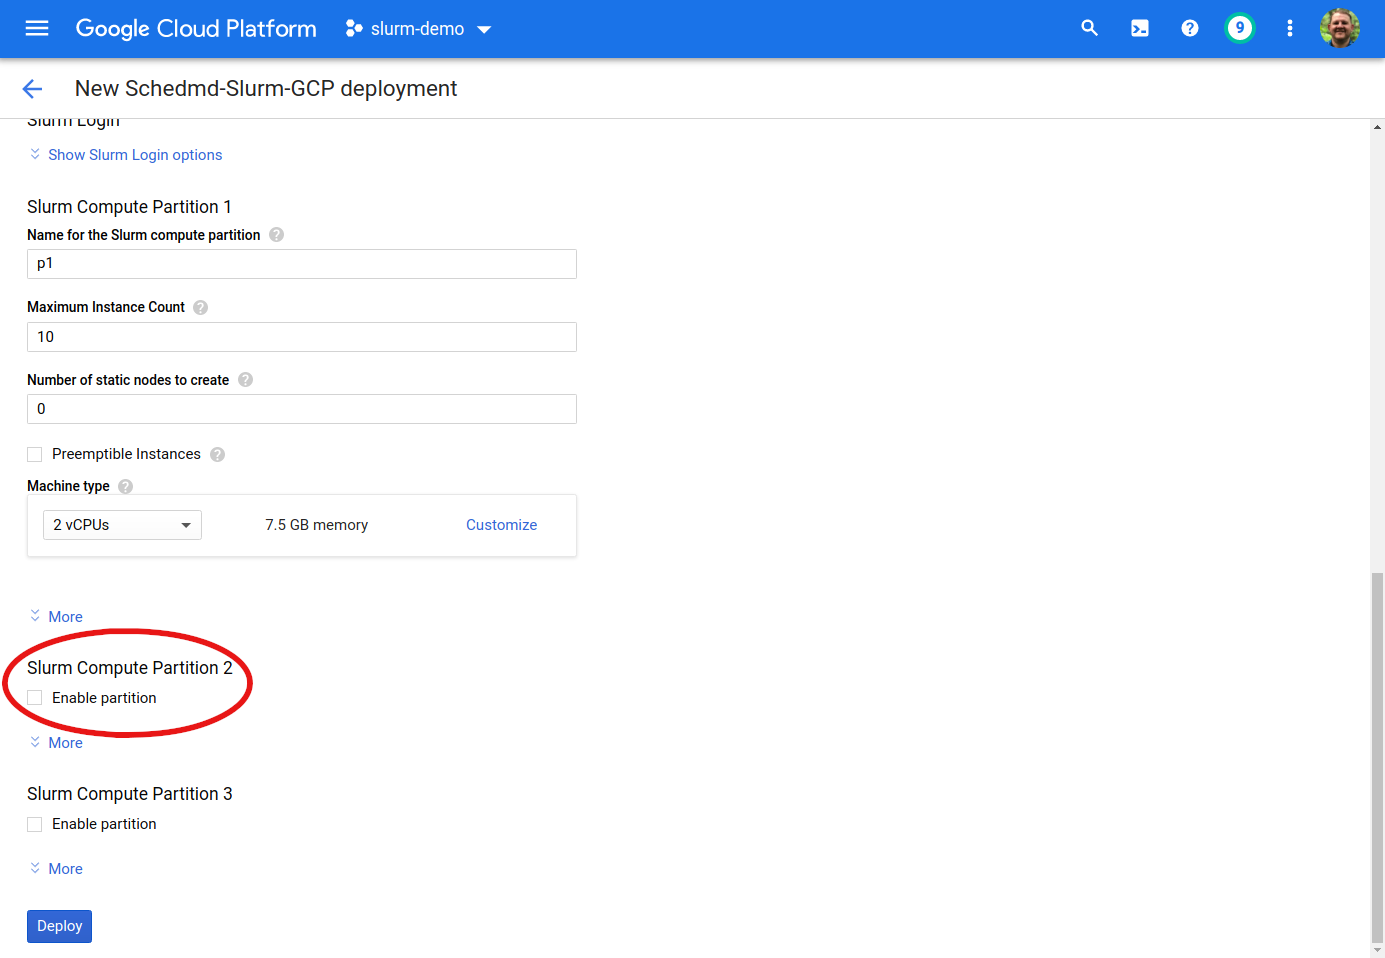 Google Cloud Platform slurm-demo 9
New Schedmd-Slurm-GCP deployment
Slurm Login
Show Slurm Login options
Slurm Compute Partition 1
Name for the Slurm compute partition ?
p1
Maximum Instance Count ?
10
Number of static nodes to create ?
0
Preemptible Instances ?
Machine type ?
2 vCPUs 7.5 GB memory Customize
More
Slurm Compute Partition 2
Enable partition
More
Slurm Compute Partition 3
Enable partition
More
Deploy